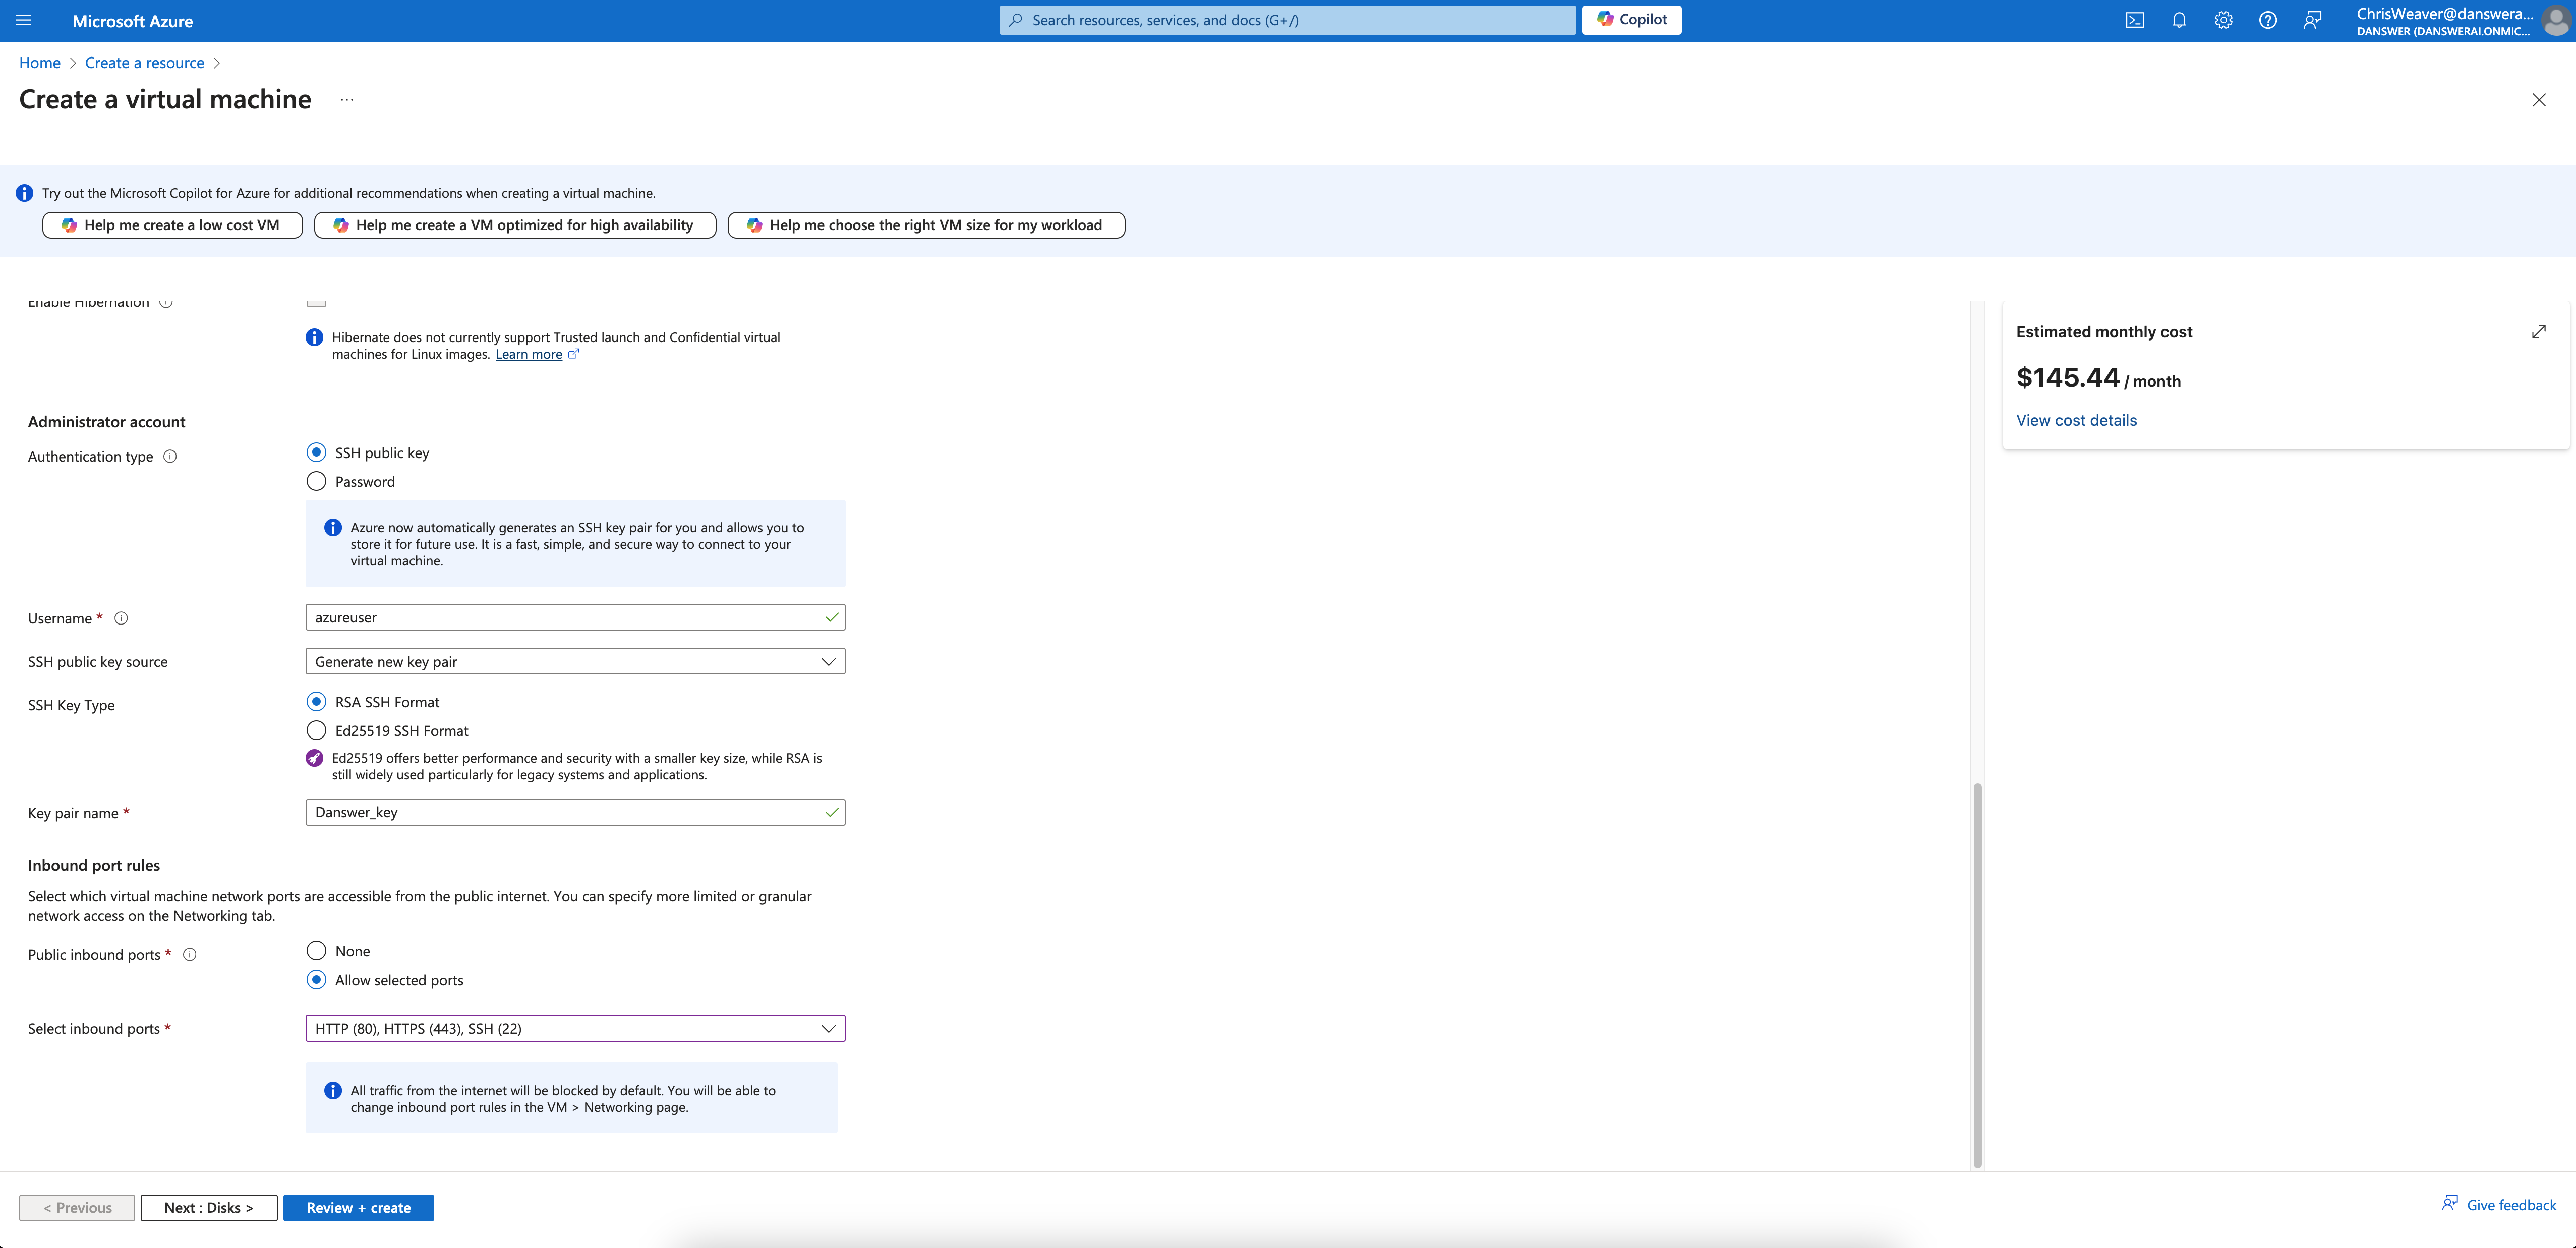 Microsoft Azure
Search resources, services, and docs (G+/)
Copilot
ChrisWeaver@danswera...
DANSWER (DANSWERAI.ONMIC...
Home > Create a resource >
Create a virtual machine ...
Try out the Microsoft Copilot for Azure for additional recommendations when creating a virtual machine.
Help me create a low cost VM
Help me create a VM optimized for high availability
Help me choose the right VM size for my workload
Enable Hibernation
Hibernate does not currently support Trusted launch and Confidential virtual
machines for Linux images. Learn more
Administrator account
Authentication type
SSH public key
Password
Azure now automatically generates an SSH key pair for you and allows you to
store it for future use. It is a fast, simple, and secure way to connect to your
virtual machine.
Username *
azureuser
SSH public key source
Generate new key pair
SSH Key Type
RSA SSH Format
Ed25519 SSH Format
Ed25519 offers better performance and security with a smaller key size, while RSA is
still widely used particularly for legacy systems and applications.
Key pair name *
Danswer_key
Inbound port rules
Select which virtual machine network ports are accessible from the public internet. You can specify more limited or granular
network access on the Networking tab.
Public inbound ports *
None
Allow selected ports
Select inbound ports *
HTTP (80), HTTPS (443), SSH (22)
All traffic from the internet will be blocked by default. You will be able to
change inbound port rules in the VM > Networking page.
Estimated monthly cost
$145.44 / month
View cost details
< Previous
Next : Disks >
Review + create
Give feedback